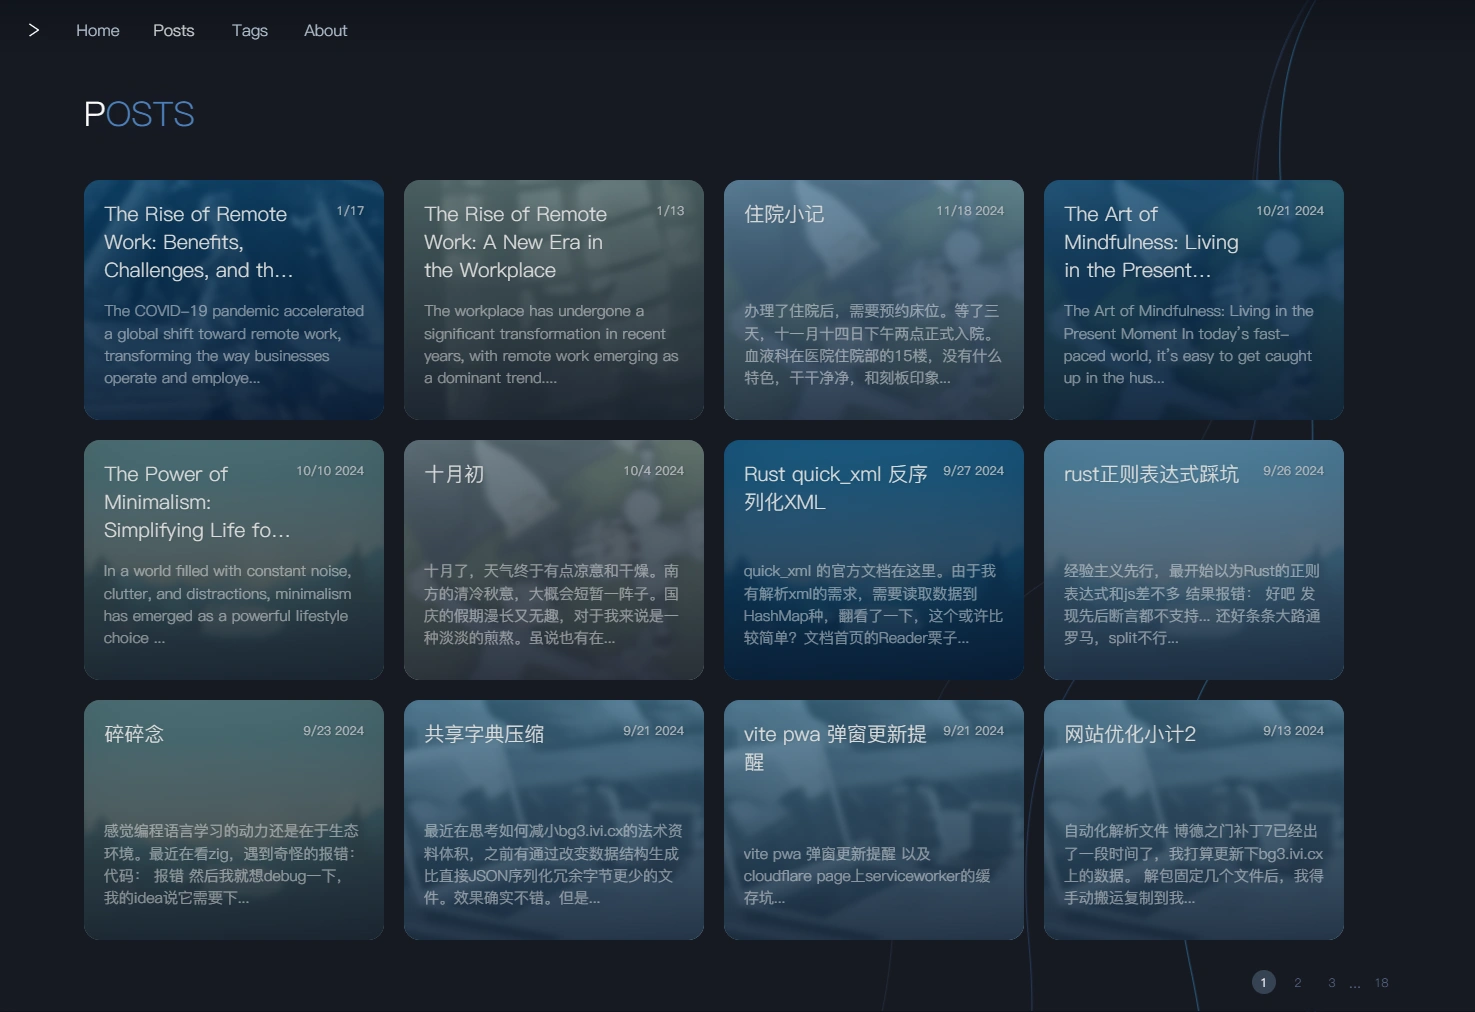 >
Home Posts Tags About
POSTS
The Rise of Remote
Work: Benefits,
Challenges, and th...
1/17
The COVID-19 pandemic accelerated
a global shift toward remote work,
transforming the way businesses
operate and employe...
The Rise of Remote
Work: A New Era in
the Workplace
1/13
The workplace has undergone a
significant transformation in recent
years, with remote work emerging as
a dominant trend....
住院小记
11/18 2024
办理了住院后，需要预约床位。等了三
天，十一月十四日下午两点正式入院。
血液科在医院住院部的15楼，没有什么
特色，干干净净，和刻板印象...
The Art of
Mindfulness: Living
in the Present...
10/21 2024
The Art of Mindfulness: Living in the
Present Moment In today's fast-
paced world, it's easy to get caught
up in the hus...
The Power of
Minimalism:
Simplifying Life fo...
10/10 2024
In a world filled with constant noise,
clutter, and distractions, minimalism
has emerged as a powerful lifestyle
choice ...
十月初
10/4 2024
十月了，天气终于有点凉意和干燥。南
方的清冷秋意，大概会短暂一阵子。国
庆的假期漫长又无趣，对于我来说是一
种淡淡的煎熬。虽说也有在...
Rust quick_xml 反序
列化XML
9/27 2024
quick_xml 的官方文档在这里。由于我
有解析xml的需求，需要读取数据到
HashMap种，翻看了一下，这个或许比
较简单？文档首页的Reader栗子...
rust正则表达式踩坑
9/26 2024
经验主义先行，最开始以为Rust的正则
表达式和js差不多 结果报错： 好吧 发
现先后断言都不支持... 还好条条大路通
罗马，split不行...
碎碎念
9/23 2024
感觉编程语言学习的动力还是在于生态
环境。最近在看zig，遇到奇怪的报错：
代码： 报错 然后我就想debug一下，
我的idea说它需要下...
共享字典压缩
9/21 2024
最近在思考如何减小bg3.ivi.cx的法术资
料体积，之前有通过改变数据结构生成
比直接JSON序列化冗余字节更少的文
件。效果确实不错。但是...
vite pwa 弹窗更新提
醒
9/21 2024
vite pwa 弹窗更新提醒 以及
cloudflare page上serviceworker的缓
存坑...
网站优化小计2
9/13 2024
自动化解析文件 博德之门补丁7已经出
了一段时间了，我打算更新下bg3.ivi.cx
上的数据。 解包固定几个文件后，我得
手动搬运复制到我...
1 2 3 ... 18